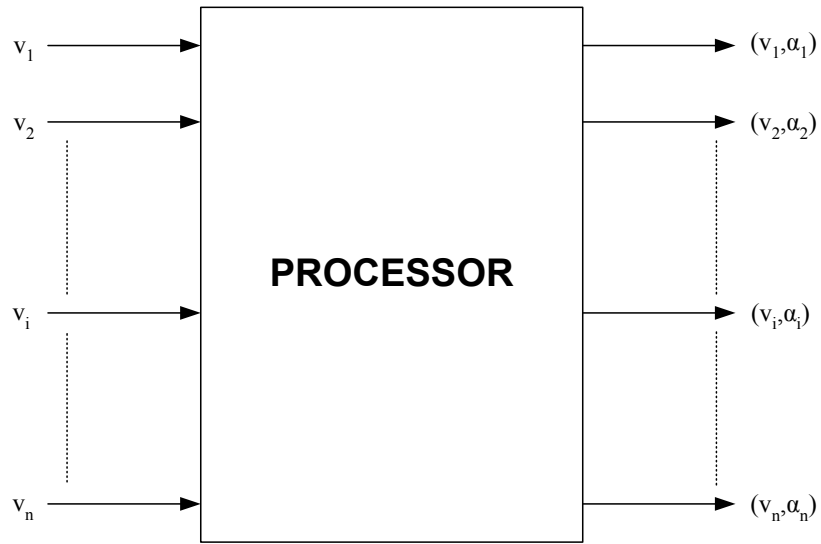 v₁ (v₁,α₁)
v₂ (v₂,α₂)
PROCESSOR
vᵢ (vᵢ,αᵢ)
vₙ (vₙ,αₙ)